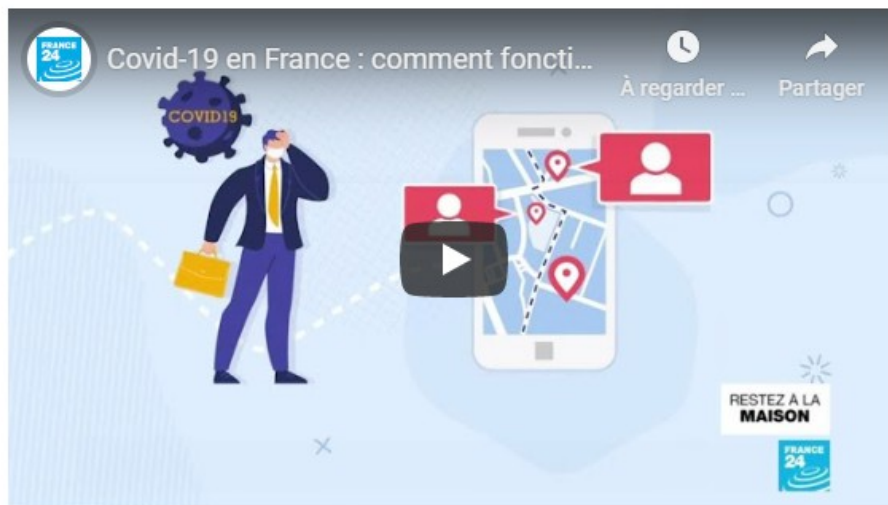 FRANCE
24
Covid-19 en France : comment foncti...
À regarder ...
Partager
COVID19
RESTEZ À LA
MAISON
FRANCE
24